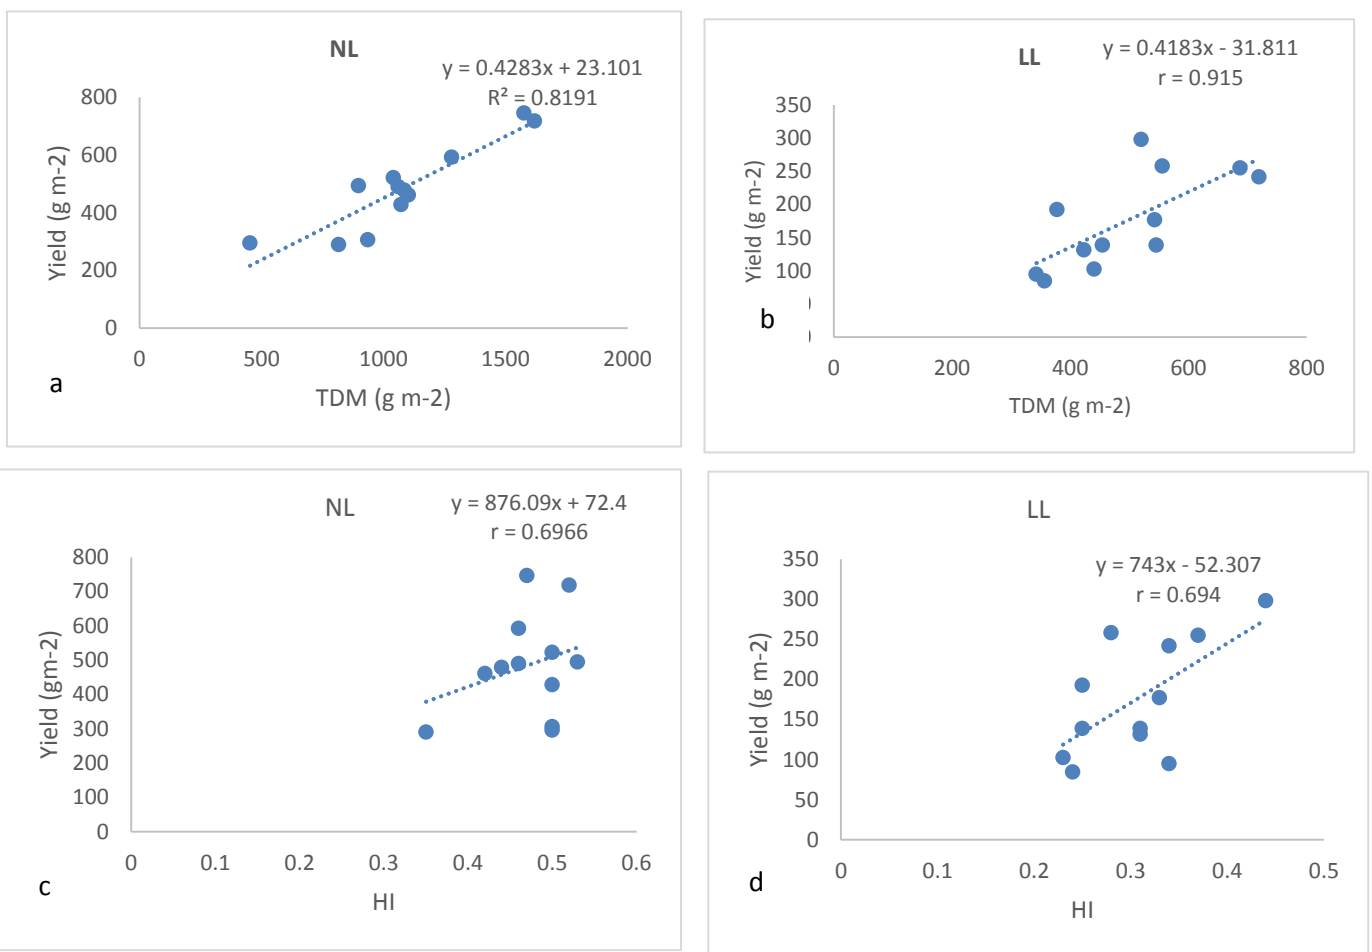 NL
y = 0.4283x + 23.101
R² = 0.8191
800
600
400
200
0
Yield (g m-2)
0 500 1000 1500 2000
TDM (g m-2)
a
LL
y = 0.4183x - 31.811
r = 0.915
350
300
250
200
150
100
Yield (g m-2)
0 200 400 600 800
TDM (g m-2)
b
NL
y = 876.09x + 72.4
r = 0.6966
800
700
600
500
400
300
200
100
0
Yield (gm-2)
0 0.1 0.2 0.3 0.4 0.5 0.6
HI
c
LL
y = 743x - 52.307
r = 0.694
350
300
250
200
150
100
50
0
Yield (g m-2)
0 0.1 0.2 0.3 0.4 0.5
HI
d